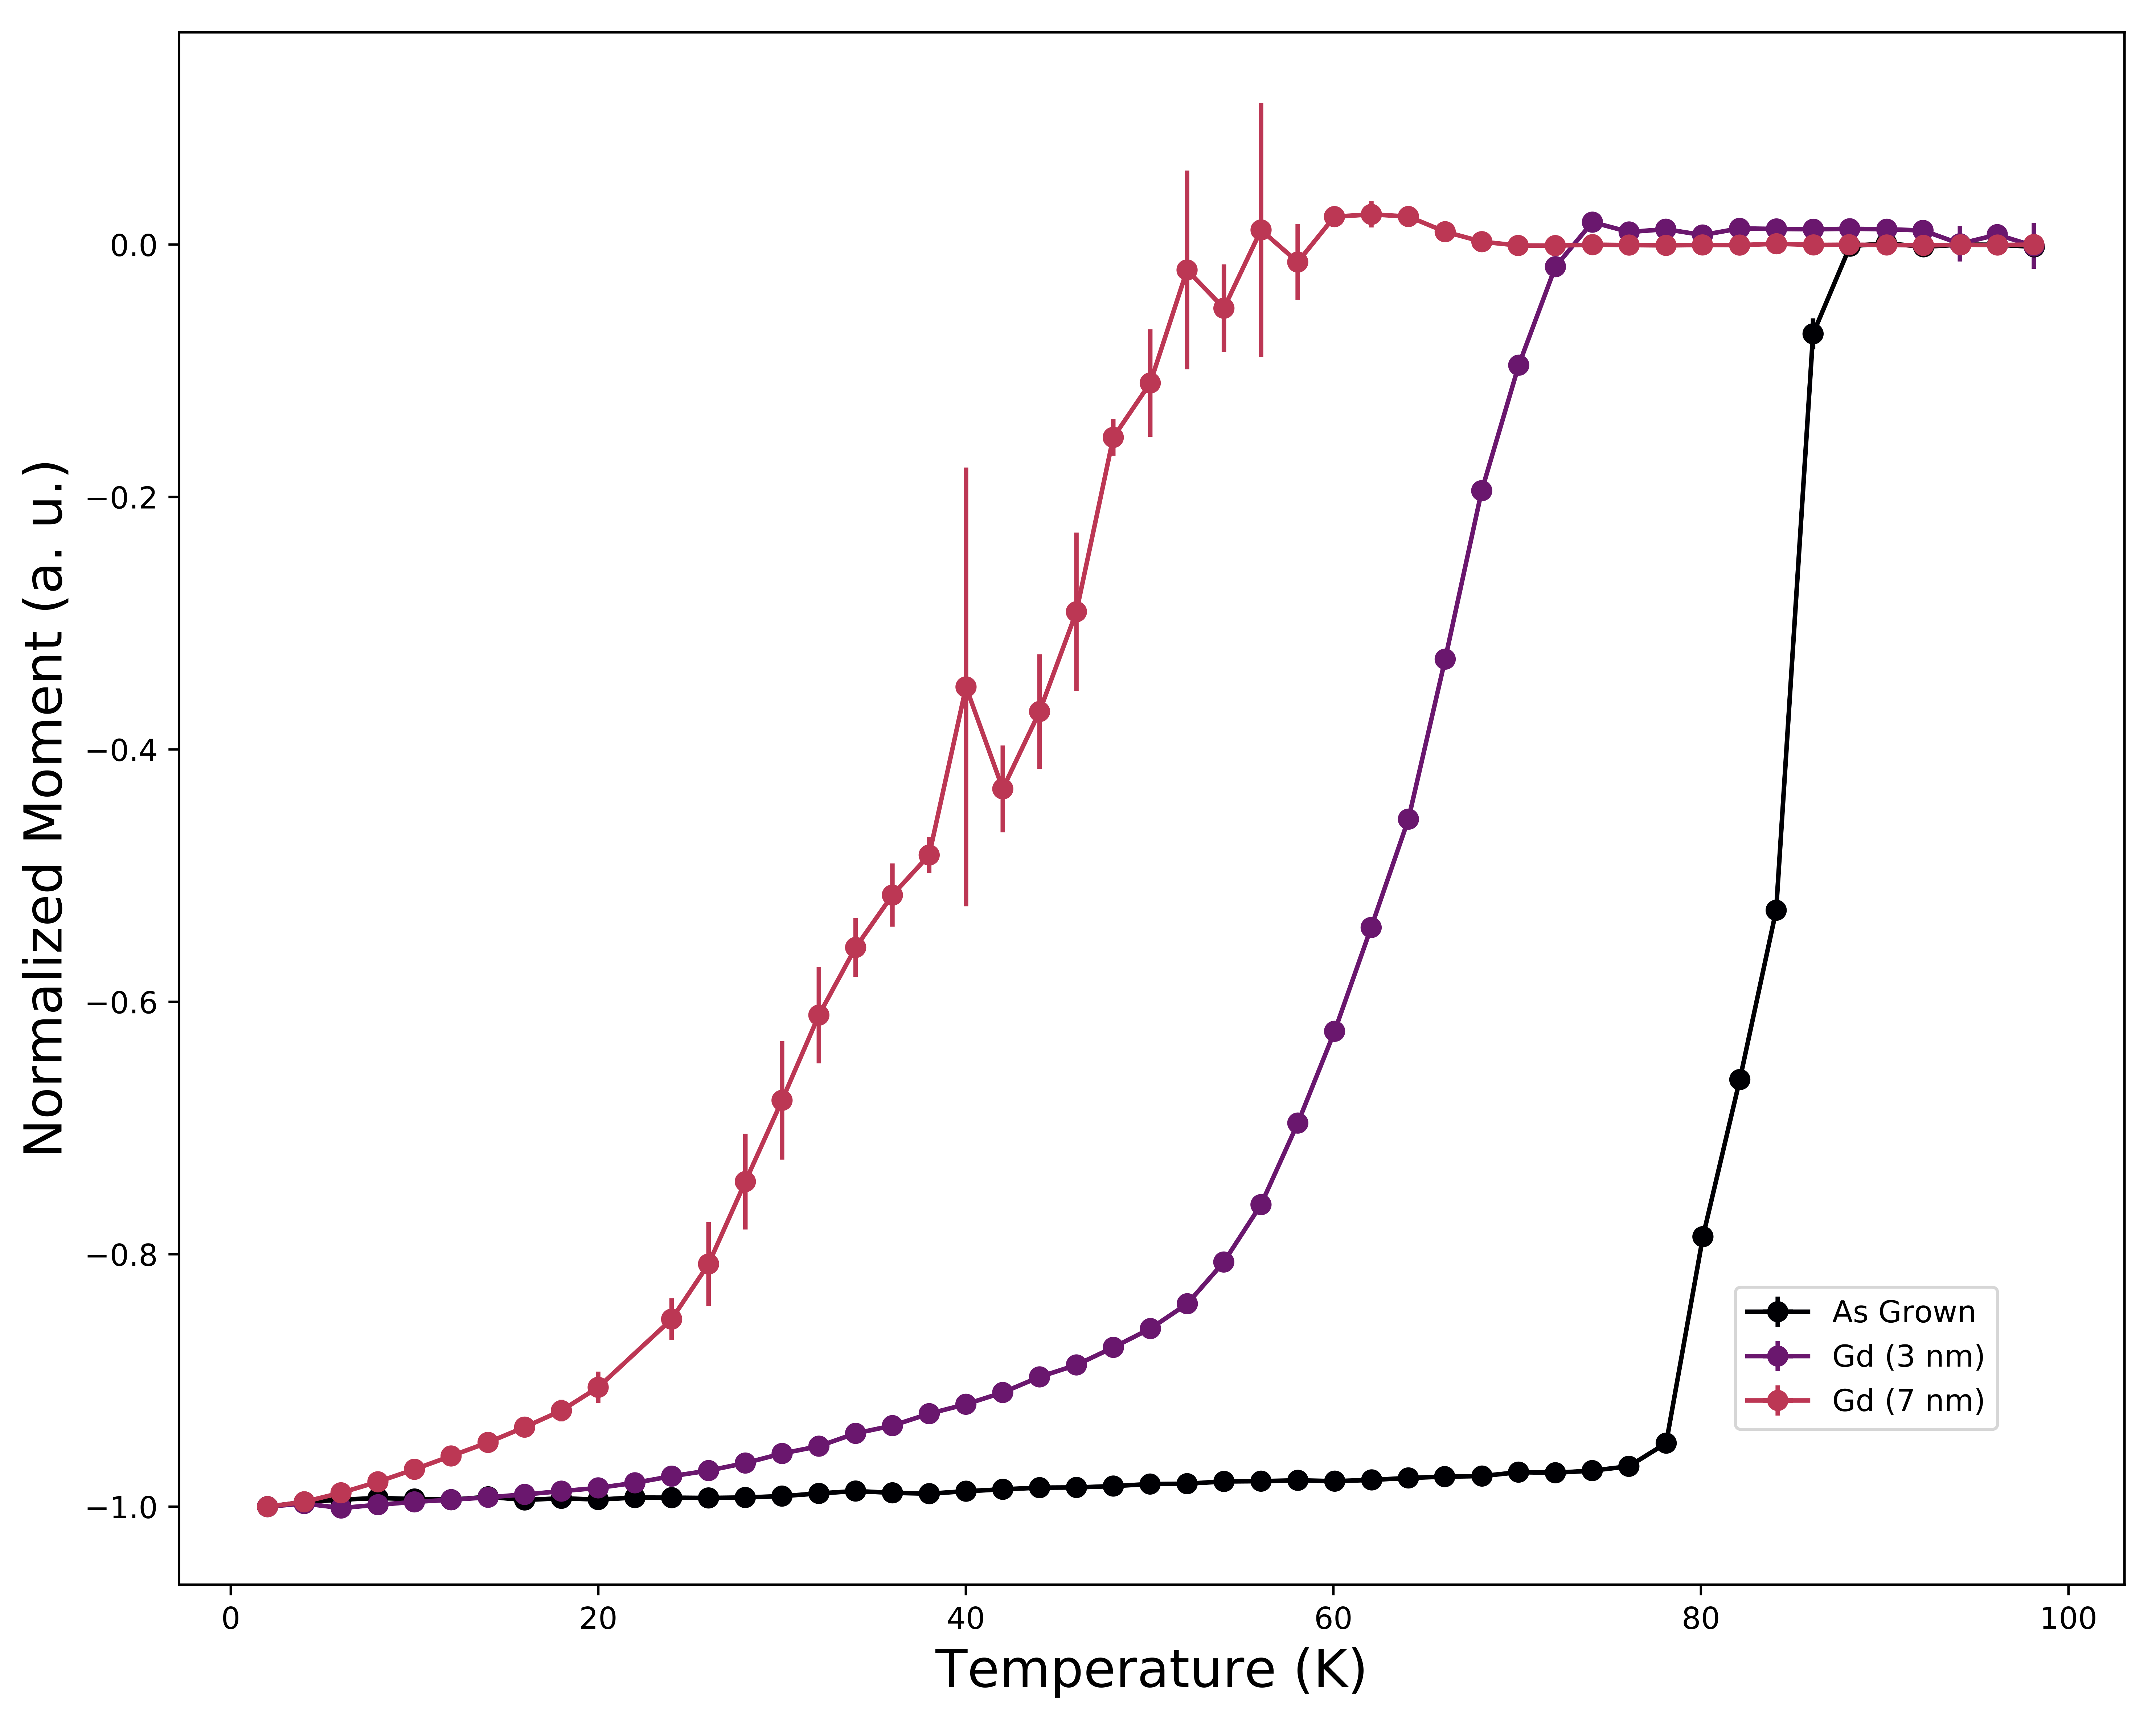 Normalized Moment (a. u.)
0.0
−0.2
−0.4
−0.6
−0.8
−1.0
As Grown
Gd (3 nm)
Gd (7 nm)
0 20 40 60 80 100
Temperature (K)